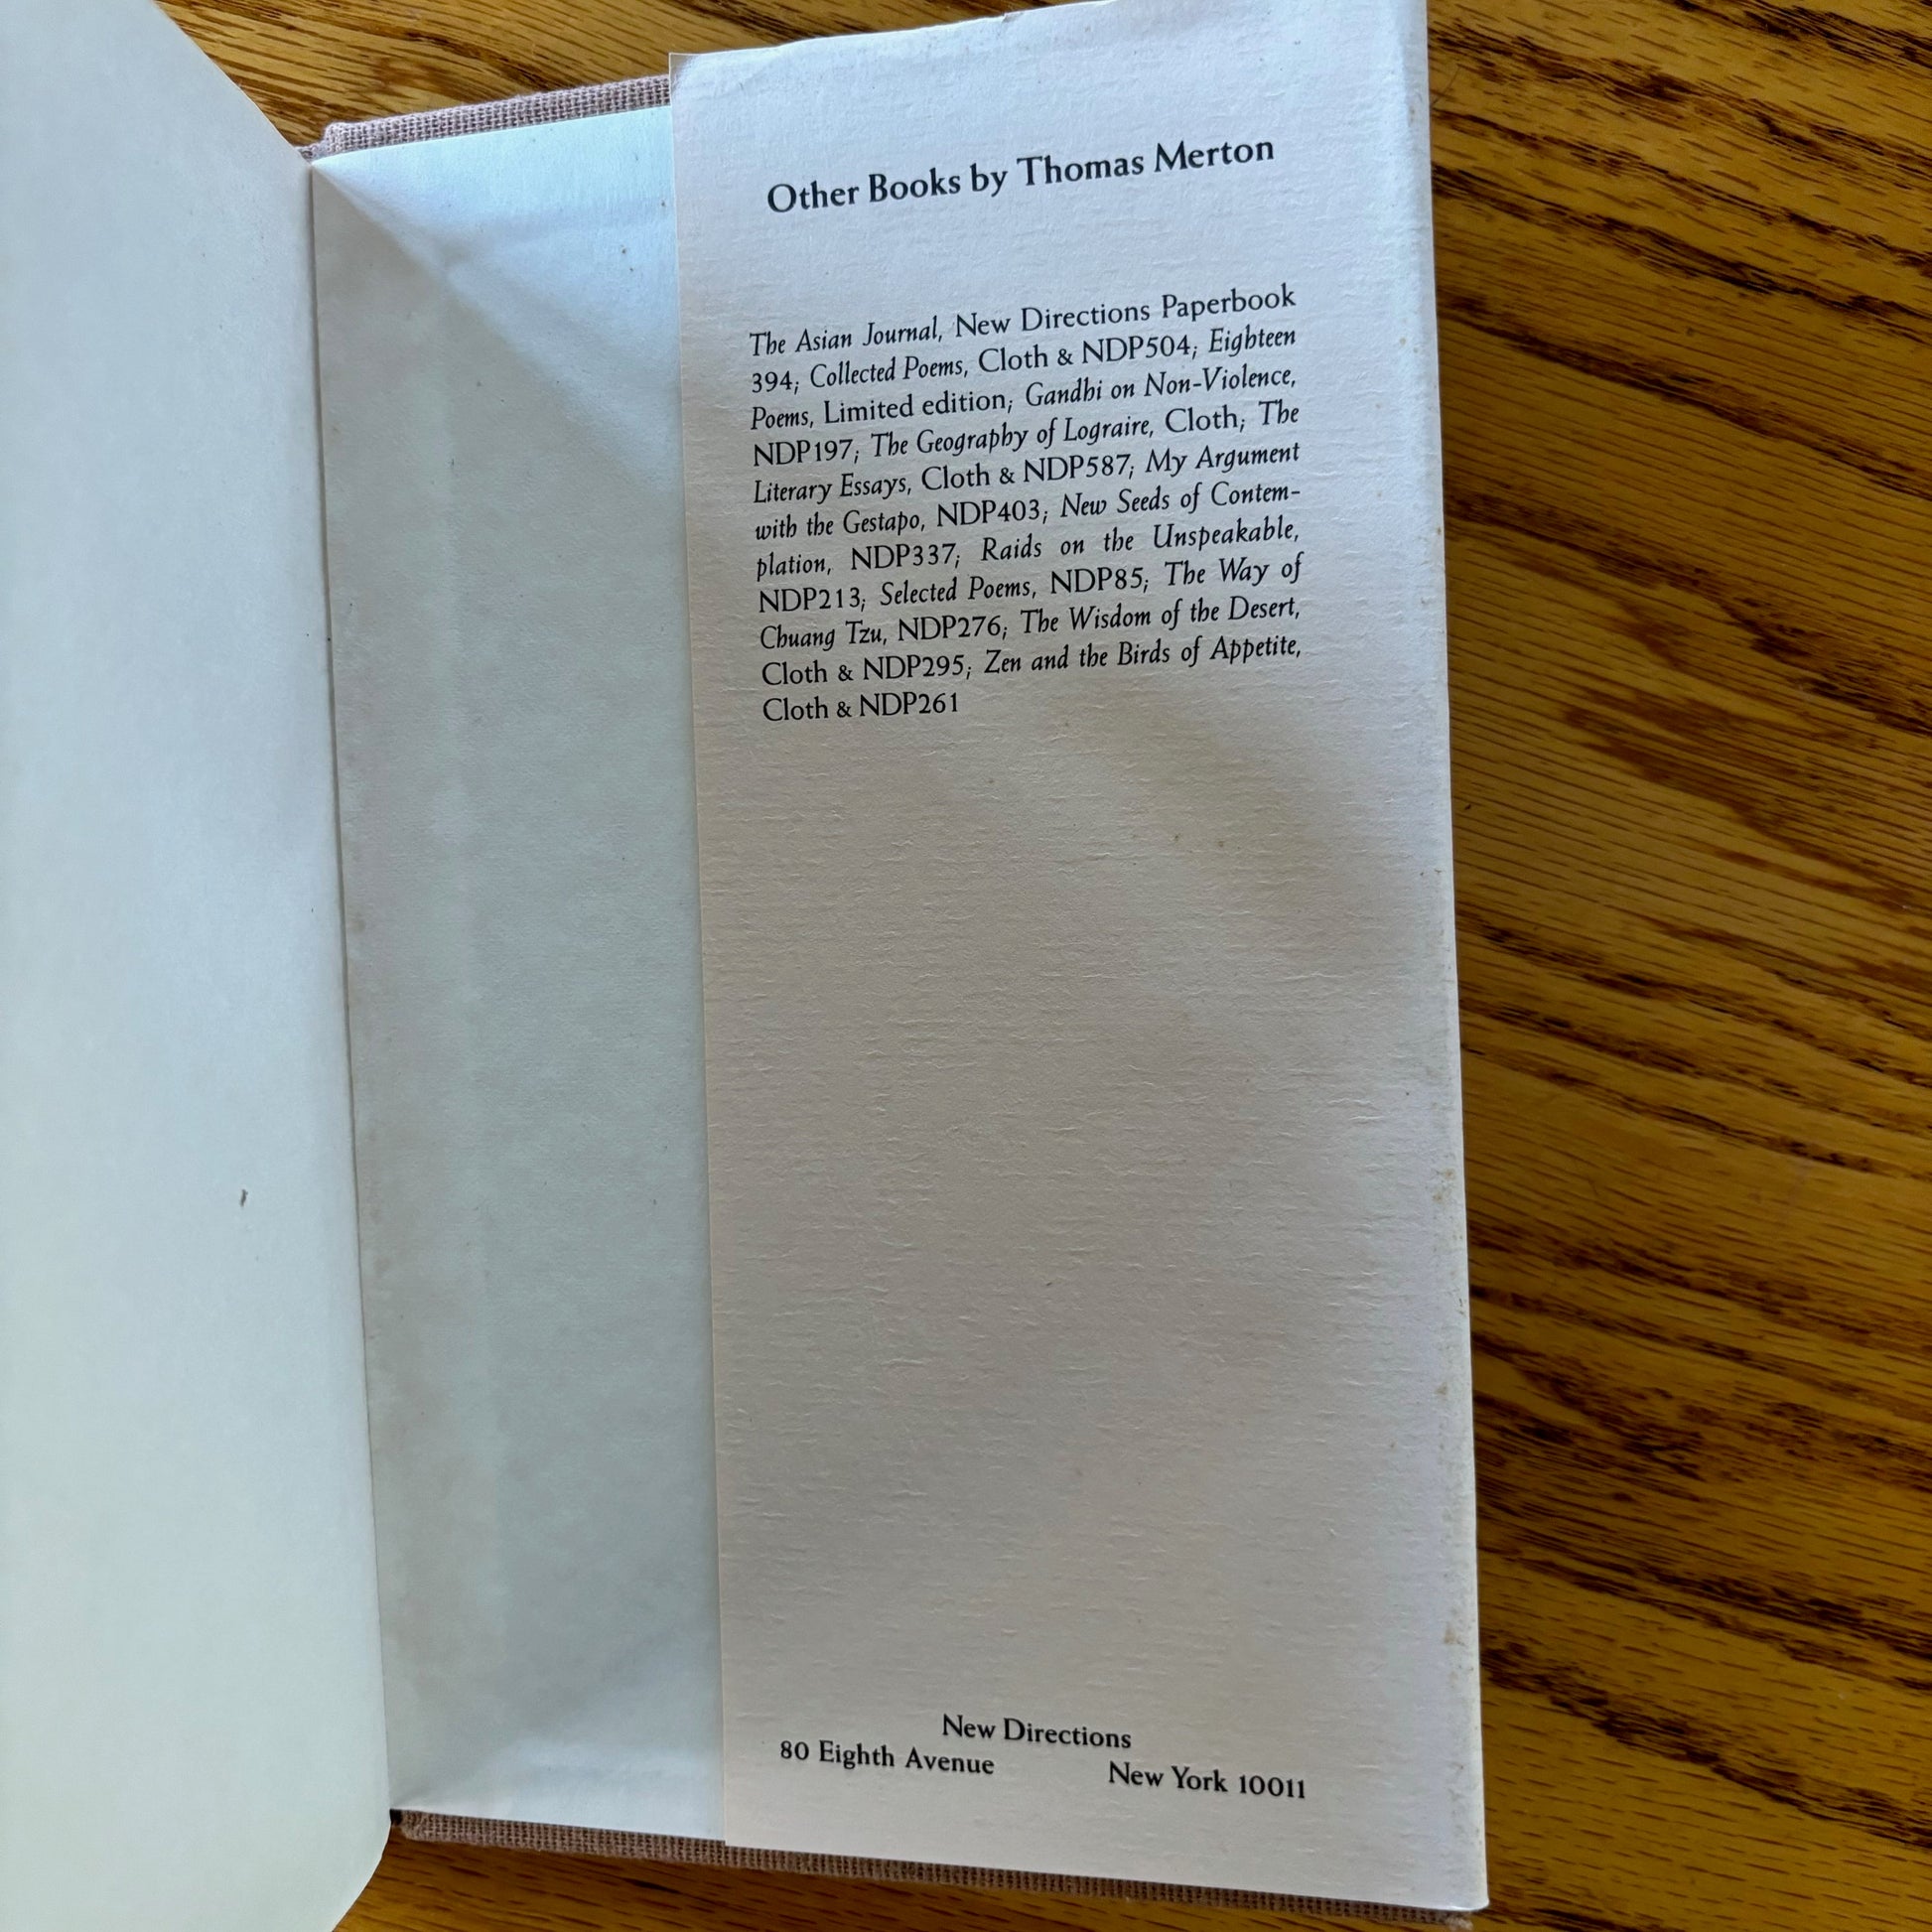 Other Books by Thomas Merton
The Asian Journal, New Directions Paperbook
394; Collected Poems, Cloth & NDP504; Eighteen
Poems, Limited edition; Gandhi on Non-Violence,
NDP197; The Geography of Lograire, Cloth; The
Literary Essays, Cloth & NDP587; My Argument
with the Gestapo, NDP403; New Seeds of Contem-
plation, NDP337; Raids on the Unspeakable,
NDP213; Selected Poems, NDP85; The Way of
Chuang Tzu, NDP276; The Wisdom of the Desert,
Cloth & NDP295; Zen and the Birds of Appetite,
Cloth & NDP261
New Directions
80 Eighth Avenue New York 10011